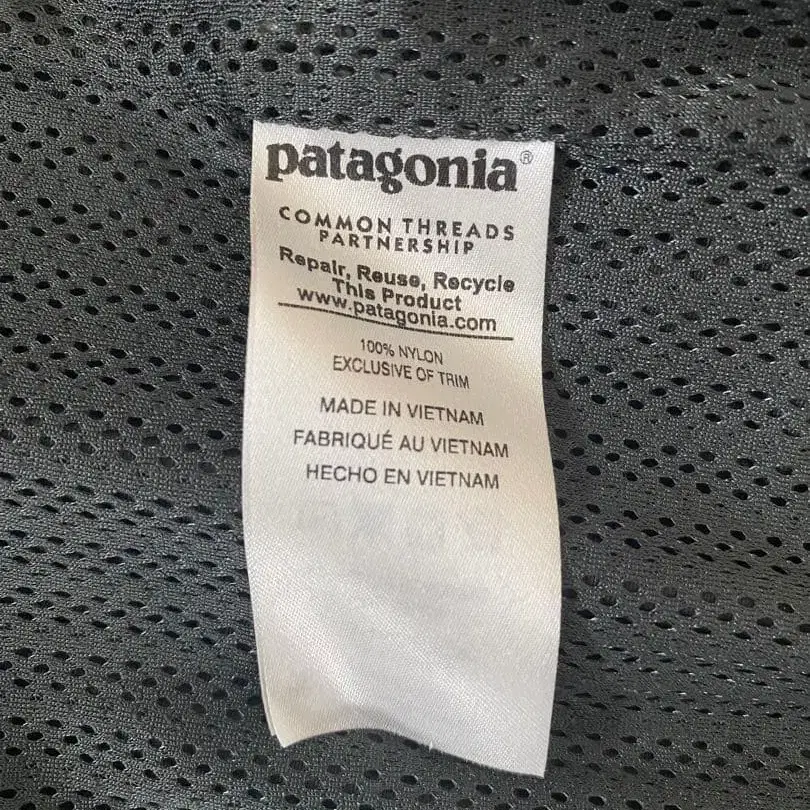 patagonia®
COMMON THREADS
PARTNERSHIP
Repair, Reuse, Recycle
This Product
www.patagonia.com
100% NYLON
EXCLUSIVE OF TRIM
MADE IN VIETNAM
FABRIQUÉ AU VIETNAM
HECHO EN VIETNAM